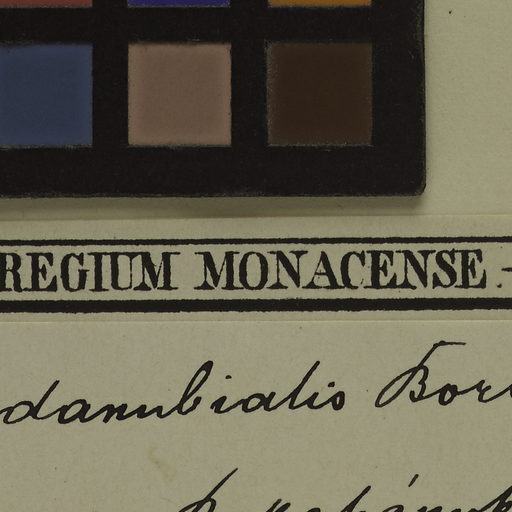 REGIUM MONACENSE.
danubialis Bor